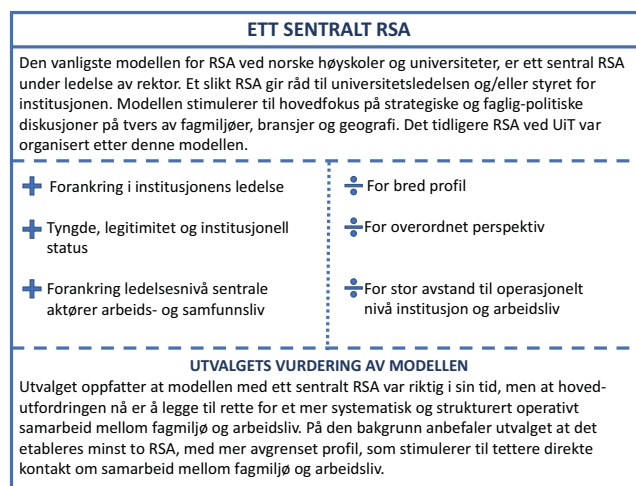 ETT SENTRALT RSA
Den vanligste modellen for RSA ved norske høyskoler og universiteter, er ett sentral RSA
under ledelse av rektor. Et slikt RSA gir råd til universitetsledelsen og/eller styret for
institusjonen. Modellen stimulerer til hovedfokus på strategiske og faglig-politiske
diskusjoner på tvers av fagmiljøer, bransjer og geografi. Det tidligere RSA ved UiT var
organisert etter denne modellen.
Forankring i institusjonens ledelse
Tyngde, legitimitet og institusjonell
status
Forankring ledelsesnivå sentrale
aktører arbeids- og samfunnsliv
For bred profil
For overordnet perspektiv
For stor avstand til operasjonelt
nivå institusjon og arbeidsliv
UTVALGETS VURDERING AV MODELLEN
Utvalget oppfatter at modellen med ett sentralt RSA var riktig i sin tid, men at hoved-
utfordringen nå er å legge til rette for et mer systematisk og strukturert operativt
samarbeid mellom fagmiljø og arbeidsliv. På den bakgrunn anbefaler utvalget at det
etableres minst to RSA, med mer avgrenset profil, som stimulerer til tettere direkte
kontakt om samarbeid mellom fagmiljø og arbeidsliv.